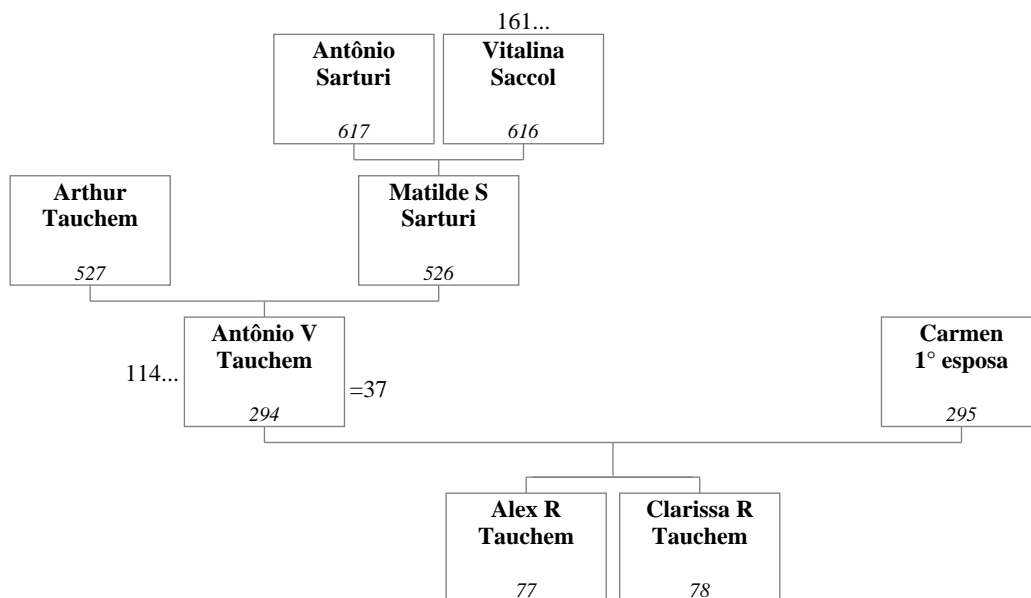 161...
Antônio
Sarturi
617
Vitalina
Saccol
616
Arthur
Tauchem
527
Matilde S
Sarturi
526
114...
Antônio V
Tauchem
294
=37
Carmen
1° esposa
295
Alex R
Tauchem
77
Clarissa R
Tauchem
78